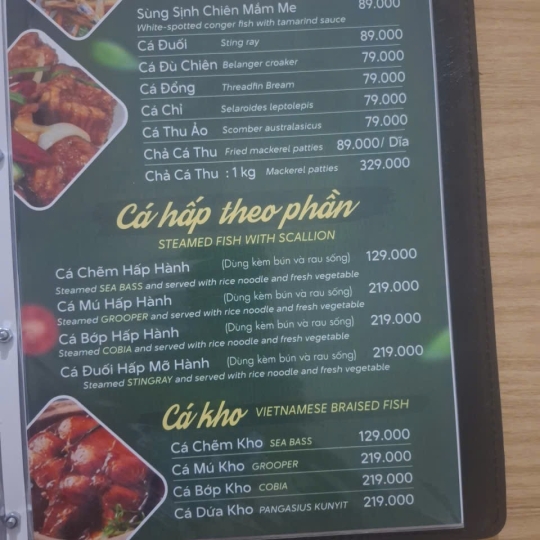 Sùng Sịnh Chiên Mắm Me 89.000
White-spotted conger fish with tamarind sauce
Cá Đuối Sting ray 89.000
Cá Đù Chiên Belanger croaker 79.000
Cá Đổng Threadfin Bream 79.000
Cá Chỉ Selaroides leptolepis 79.000
Cá Thu Ảo Scomber australasicus 79.000
Chả Cá Thu Fried mackerel patties 89.000/ Dĩa
Chả Cá Thu : 1 kg Mackerel patties 329.000
Cá hấp theo phần
STEAMED FISH WITH SCALLION
Cá Chẽm Hấp Hành (Dùng kèm bún và rau sống) 129.000
Steamed SEA BASS and served with rice noodle and fresh vegetable
Cá Mú Hấp Hành (Dùng kèm bún và rau sống) 219.000
Steamed GROOPER and served with rice noodle and fresh vegetable
Cá Bóp Hấp Hành (Dùng kèm bún và rau sống) 219.000
Steamed COBIA and served with rice noodle and fresh vegetable
Cá Đuối Hấp Mỡ Hành (Dùng kèm bún và rau sống) 219.000
Steamed STINGRAY and served with rice noodle and fresh vegetable
Cá kho VIETNAMESE BRAISED FISH
Cá Chẽm Kho SEA BASS 129.000
Cá Mú Kho GROOPER 219.000
Cá Bóp Kho COBIA 219.000
Cá Dứa Kho PANGASIUS KUNYIT 219.000